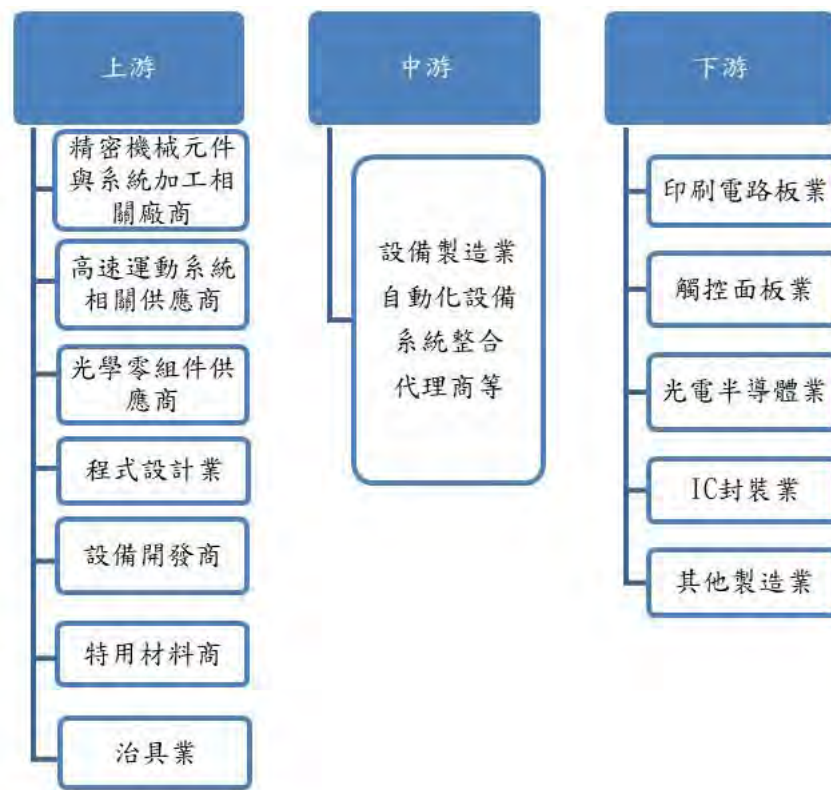 上游
精密機械元件
與系統加工相
關廠商
高速運動系統
相關供應商
光學零組件供
應商
程式設計業
設備開發商
特用材料商
治具業
中游
設備製造業
自動化設備
系統整合
代理商等
下游
印刷電路板業
觸控面板業
光電半導體業
IC封裝業
其他製造業